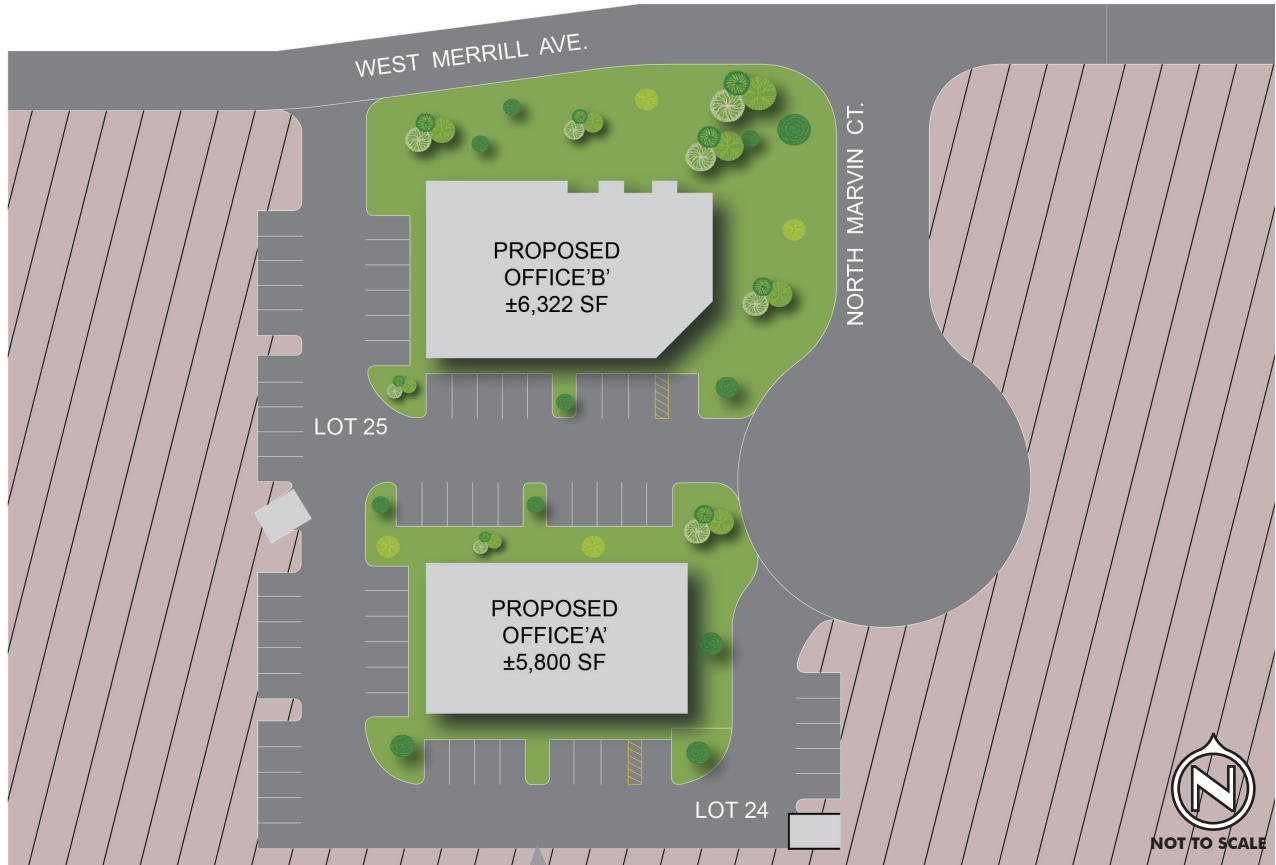 WEST MERRILL AVE.
NORTH MARVIN CT.
PROPOSED
OFFICE'B'
±6,322 SF
LOT 25
PROPOSED
OFFICE'A'
±5,800 SF
LOT 24
N
NOT TO SCALE